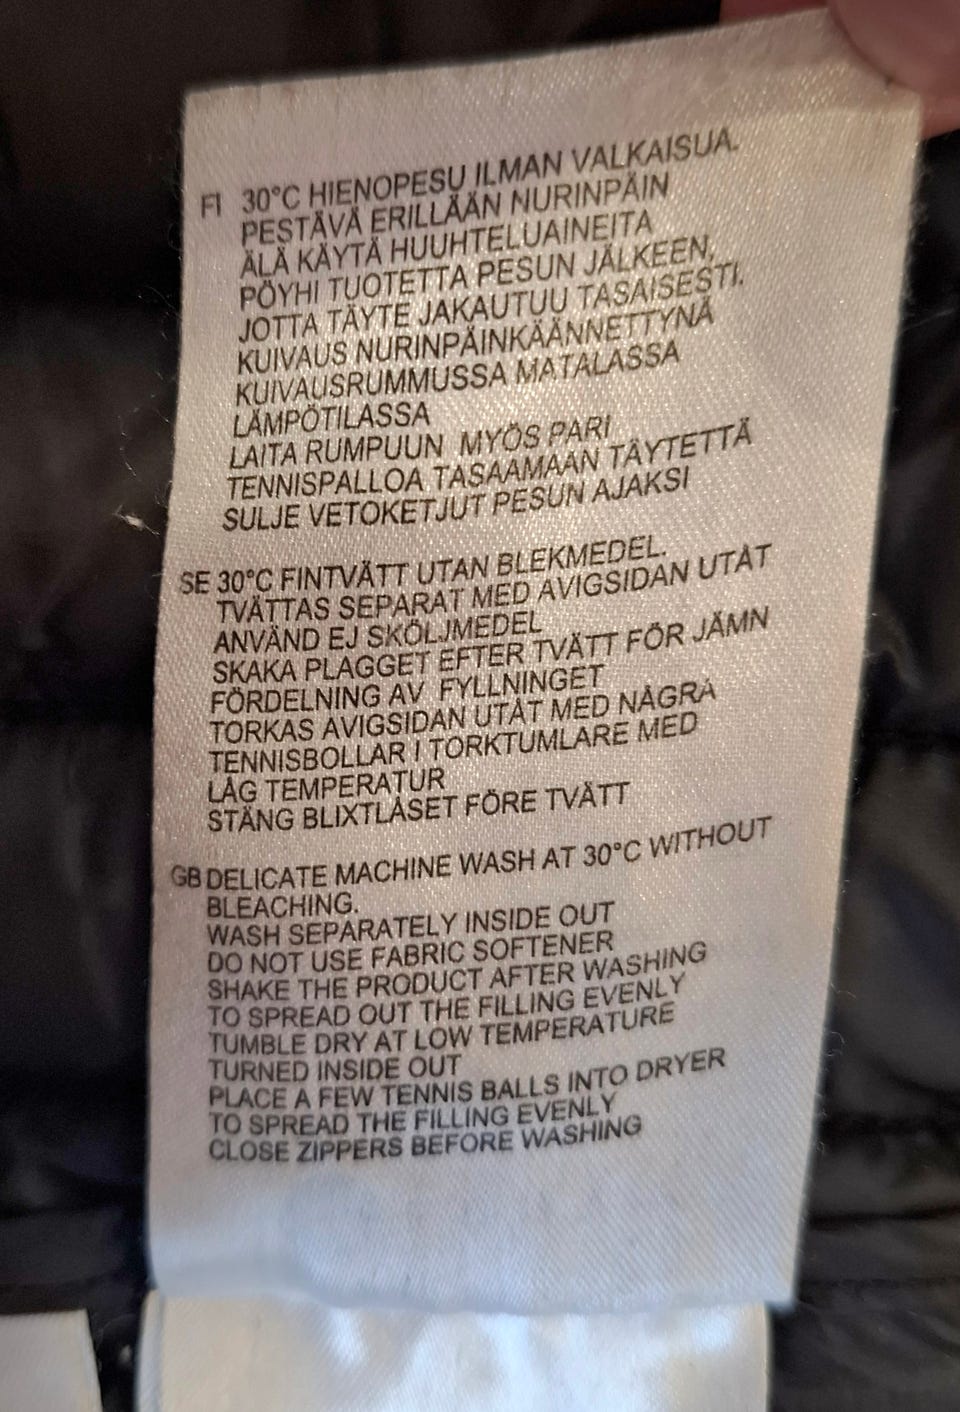 FI 30°C HIENOPESU ILMAN VALKAISUA.
PESTÄVÄ ERILLÄÄN NURINPÄIN
ÄLÄ KÄYTÄ HUUHTELUAINEITA
PÖYHI TUOTETTA PESUN JÄLKEEN,
JOTTA TÄYTE JAKAUTUU TASAISESTI.
KUIVAUS NURINPÄINKÄÄNNETTYNÄ
KUIVAUSRUMMUSSA MATALASSA
LÄMPÖTILASSA
LAITA RUMPUUN MYÖS PARI
TENNISPALLOA TASAAMAAN TÄYTETTÄ
SULJE VETOKETJUT PESUN AJAKSI
SE 30°C FINTVÄTT UTAN BLEKMEDEL.
TVÄTTAS SEPARAT MED AVIGSIDAN UTÅT
ANVÄND EJ SKÖLJMEDEL
SKAKA PLAGGET EFTER TVÄTT FÖR JÄMN
FÖRDELNING AV FYLLNINGET
TORKAS AVIGSIDAN UTÅT MED NÅGRA
TENNISBOLLAR I TORKTUMLARE MED
LÅG TEMPERATUR
STÄNG BLIXTLÅSET FÖRE TVÄTT
GB DELICATE MACHINE WASH AT 30°C WITHOUT
BLEACHING.
WASH SEPARATELY INSIDE OUT
DO NOT USE FABRIC SOFTENER
SHAKE THE PRODUCT AFTER WASHING
TO SPREAD OUT THE FILLING EVENLY
TUMBLE DRY AT LOW TEMPERATURE
TURNED INSIDE OUT
PLACE A FEW TENNIS BALLS INTO DRYER
TO SPREAD THE FILLING EVENLY
CLOSE ZIPPERS BEFORE WASHING